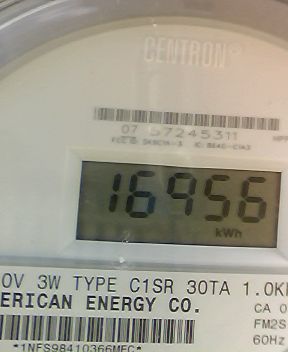 CENTRON®
07 57245311
16956
kWh
0V 3W TYPE C1SR 30TA 1.0K
ERICAN ENERGY CO.
CA 0
FM2S
60Hz
*1NFS98410366MEC*